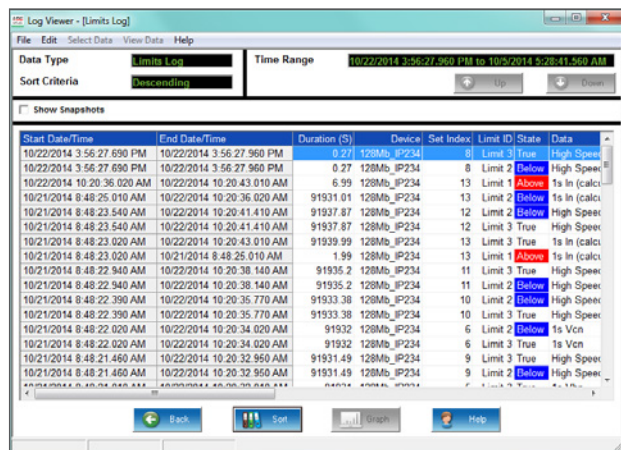 Log Viewer - [Limits Log]
File Edit Select Data View Data Help
Data Type Limits Log Time Range 10/22/2014 3:56:27.960 PM to 10/5/2014 5:28:41.560 AM
Sort Criteria Descending Up Down
Show Snapshots
Start Date/Time End Date/Time Duration (S) Device Set Index Limit ID State Data
10/22/2014 3:56:27.690 PM 10/22/2014 3:56:27.960 PM 0.27 128Mb_IP234 8 Limit 3 True High Speed
10/22/2014 3:56:27.690 PM 10/22/2014 3:56:27.960 PM 0.27 128Mb_IP234 8 Limit 2 Below High Speed
10/22/2014 10:20:36.020 AM 10/22/2014 10:20:43.010 AM 6.99 128Mb_IP234 13 Limit 1 Above 1s In (calcu
10/21/2014 8:48:25.010 AM 10/22/2014 10:20:36.020 AM 91931.01 128Mb_IP234 13 Limit 2 Below 1s In (calcu
10/21/2014 8:48:23.540 AM 10/22/2014 10:20:41.410 AM 91937.87 128Mb_IP234 12 Limit 2 Below High Speed
10/21/2014 8:48:23.540 AM 10/22/2014 10:20:41.410 AM 91937.87 128Mb_IP234 12 Limit 3 True High Speed
10/21/2014 8:48:23.020 AM 10/22/2014 10:20:43.010 AM 91939.99 128Mb_IP234 13 Limit 3 True 1s In (calcu
10/21/2014 8:48:23.020 AM 10/21/2014 8:48:25.010 AM 1.99 128Mb_IP234 13 Limit 1 Above 1s In (calcu
10/21/2014 8:48:22.940 AM 10/22/2014 10:20:38.140 AM 91935.2 128Mb_IP234 11 Limit 3 True High Speed
10/21/2014 8:48:22.940 AM 10/22/2014 10:20:38.140 AM 91935.2 128Mb_IP234 11 Limit 2 Below High Speed
10/21/2014 8:48:22.390 AM 10/22/2014 10:20:35.770 AM 91933.38 128Mb_IP234 10 Limit 2 Below High Speed
10/21/2014 8:48:22.390 AM 10/22/2014 10:20:35.770 AM 91933.38 128Mb_IP234 10 Limit 3 True High Speed
10/21/2014 8:48:22.020 AM 10/22/2014 10:20:34.020 AM 91932 128Mb_IP234 6 Limit 2 Below 1s Vcn
10/21/2014 8:48:22.020 AM 10/22/2014 10:20:34.020 AM 91932 128Mb_IP234 6 Limit 3 True 1s Vcn
10/21/2014 8:48:21.460 AM 10/22/2014 10:20:32.950 AM 91931.49 128Mb_IP234 9 Limit 3 True High Speed
10/21/2014 8:48:21.460 AM 10/22/2014 10:20:32.950 AM 91931.49 128Mb_IP234 9 Limit 2 Below High Speed
Back Sort Graph Help